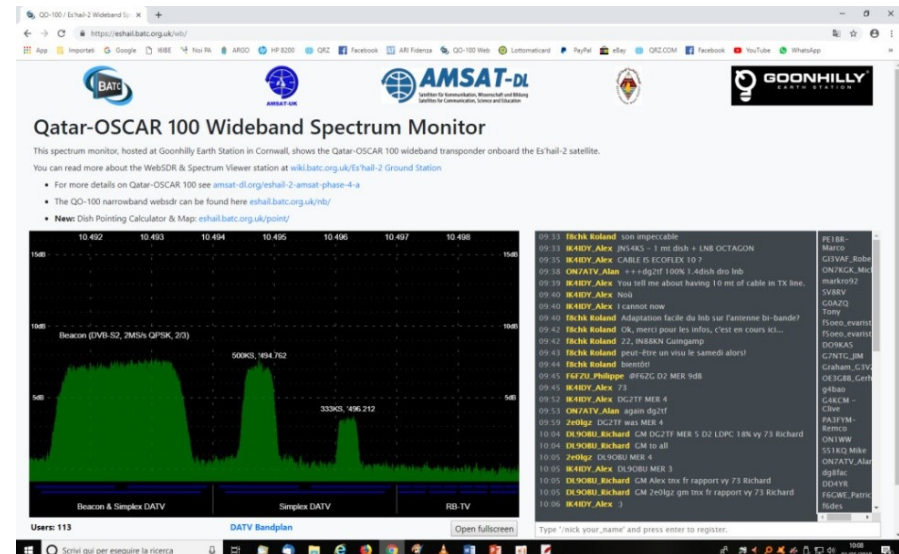 QO-100 / Es'hail-2 Wideband Sp
https://eshail.batc.org.uk/wb/
App
Importati
Google
HIBE
Noi PA
ARGO
HP 8200
QRZ
Facebook
ARI Fidenza
QO-100 Web
Lottomaticard
PayPal
eBay
QRZ.COM
Facebook
YouTube
WhatsApp
BATC
AMSAT-UK
AMSAT-DL
GOONHILLY
EARTH STATION
Qatar-OSCAR 100 Wideband Spectrum Monitor
This spectrum monitor, hosted at Goonhilly Earth Station in Cornwall, shows the Qatar-OSCAR 100 wideband transponder onboard the Es'hail-2 satellite.
You can read more about the WebSDR & Spectrum Viewer station at wiki.batc.org.uk/Es'hail-2 Ground Station
For more details on Qatar-OSCAR 100 see amsat-dl.org/eshail-2-amsat-phase-4-a
The QO-100 narrowband websdr can be found here eshail.batc.org.uk/nb/
New: Dish Pointing Calculator & Map: eshail.batc.org.uk/point/
10.492 10.493 10.494 10.495 10.496 10.497 10.498
15dB 15dB
10dB 10dB
Beacon (DVB-S2, 2MS/s QPSK, 2/3)
500KS, '494.762
5dB 5dB
333KS, '496.212
Beacon & Simplex DATV
Simplex DATV
RB-TV
09:33 f8chk Roland son impeccable
09:33 IK4IDY_Alex JN54KS - 1 mt dish + LNB OCTAGON
09:35 IK4IDY_Alex CABLE IS ECOFLEX 10 ?
09:38 ON7ATV_Alan +++dg2tf 100% 1.4dish dro lnb
09:39 IK4IDY_Alex You tell me about having 10 mt of cable in TX line.
09:40 IK4IDY_Alex Noù
09:40 IK4IDY_Alex I cannot now
09:40 f8chk Roland Adaptation facile du lnb sur l'antenne bi-bande?
09:42 f8chk Roland Ok, merci pour les infos, c'est en cours ici...
09:42 f8chk Roland 22, IN88KN Guingamp
09:43 f8chk Roland peut-être un visu le samedi alors!
09:44 f8chk Roland bientôt!
09:45 F6FZU_Philippe @F6ZG D2 MER 9dB
09:45 IK4IDY_Alex 73
09:52 IK4IDY_Alex DG2TF MER 4
09:53 ON7ATV_Alan again dg2tf
09:59 2e0lgz DG2TF was MER 4
10:04 DL9OBU_Richard GM DG2TF MER 5 D2 LDPC 18% vy 73 Richard
10:04 DL9OBU_Richard GM to all
10:05 2e0lgz DL9OBU MER 4
10:05 IK4IDY_Alex DL9OBU MER 3
10:05 DL9OBU_Richard GM Alex tnx fr rapport vy 73 Richard
10:05 DL9OBU_Richard GM 2e0lgz gm tnx fr rapport vy 73 Richard
10:06 IK4IDY_Alex :)
PE1BR-
Marco
GI3VAF_Robe
ON7KGK_Mic
markro92
SV8RV
G0AZQ
Tony
f5oeo_evarist
f5oeo_evarist
DO9KAS
G7NTG_JIM
Graham_G3V
OE3GBB_Gerh
g4bao
G4KCM -
Clive
PA3FYM-
Remco
ON1WW
S51KQ Mike
ON7ATV_Alan
dg8fac
DD4YR
F6GWE_Patric
f6des
Users: 113
DATV Bandplan
Open fullscreen
Type '/nick your_name' and press enter to register.
Scrivi qui per eseguire la ricerca
10:08